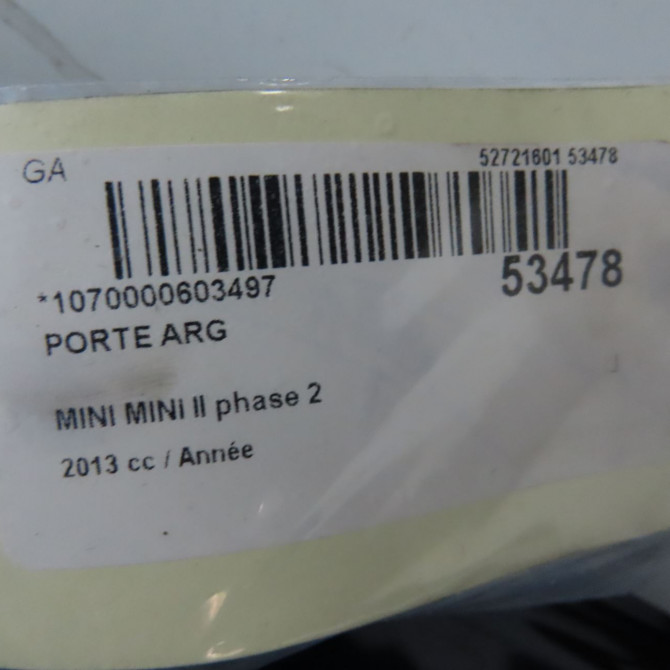 GA
52721601 53478
*1070000603497
53478
PORTE ARG
MINI MINI II phase 2
2013 cc / Année